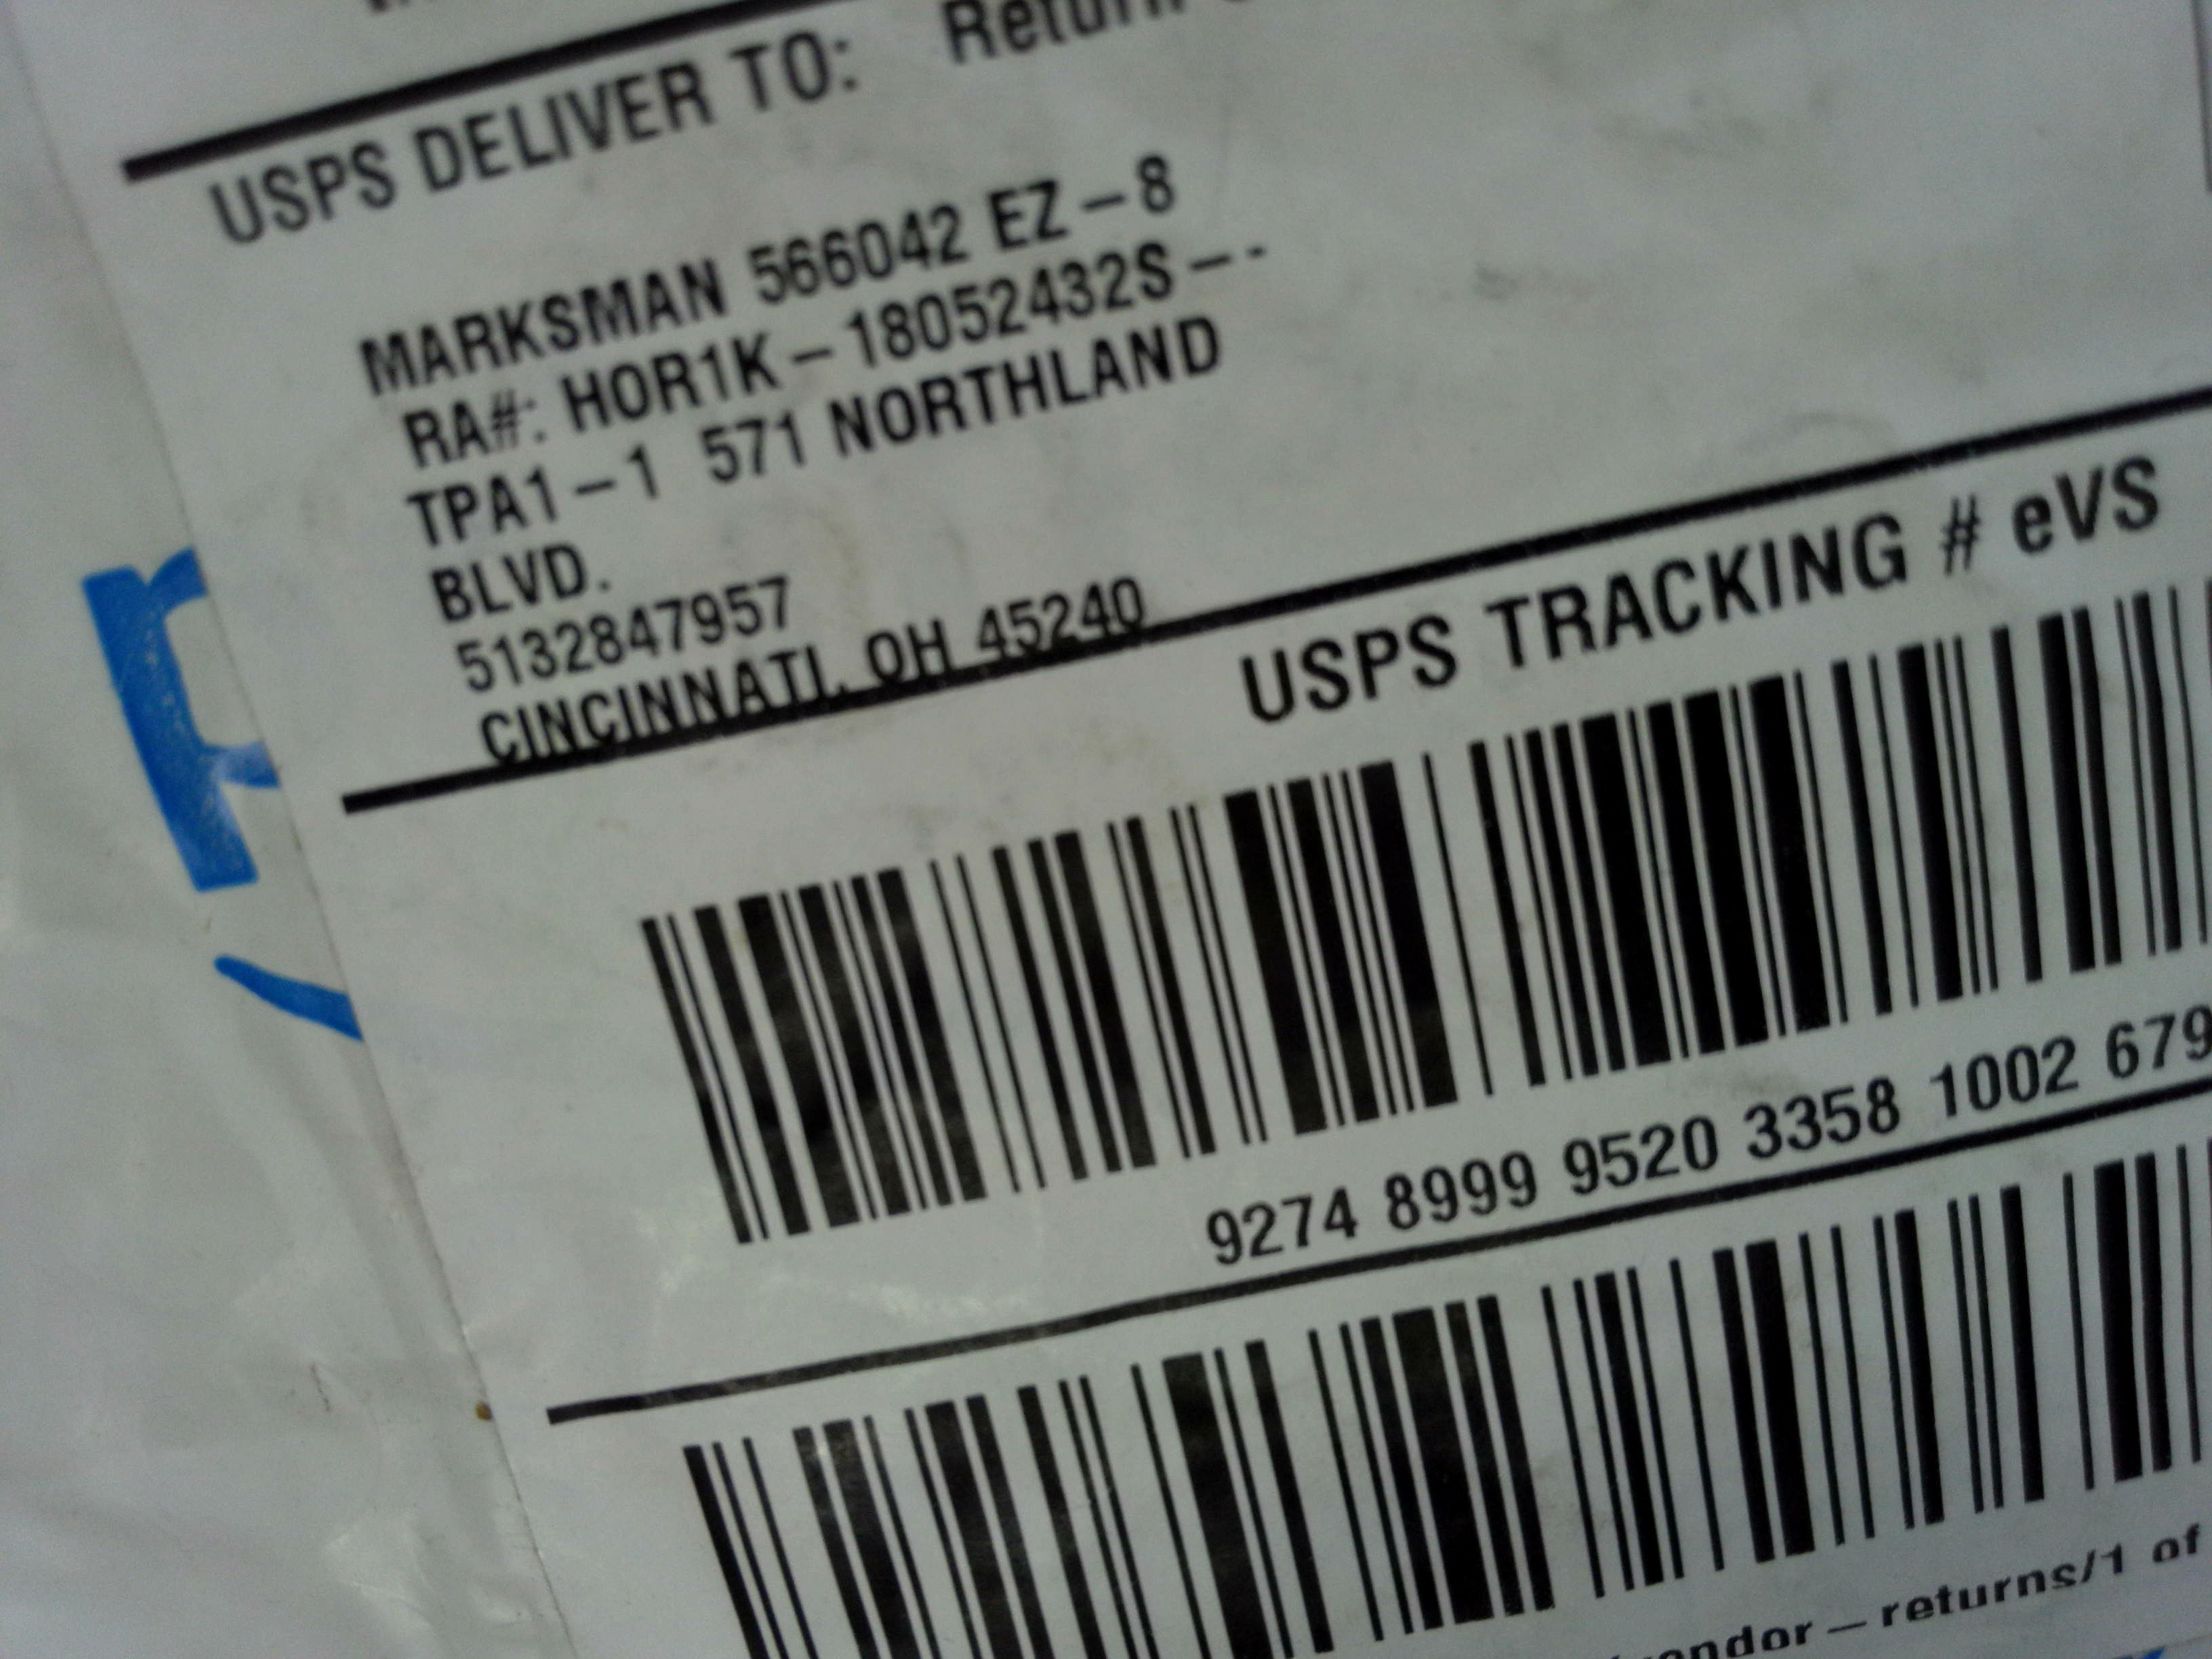 USPS DELIVER TO: Return
MARKSMAN 566042 EZ-8
RA#: HOR1K-18052432S--
TPA1-1 571 NORTHLAND
BLVD.
5132847957
CINCINNATI, OH 45240
USPS TRACKING # eVS
9274 8999 9520 3358 1002 679
returns/1 of